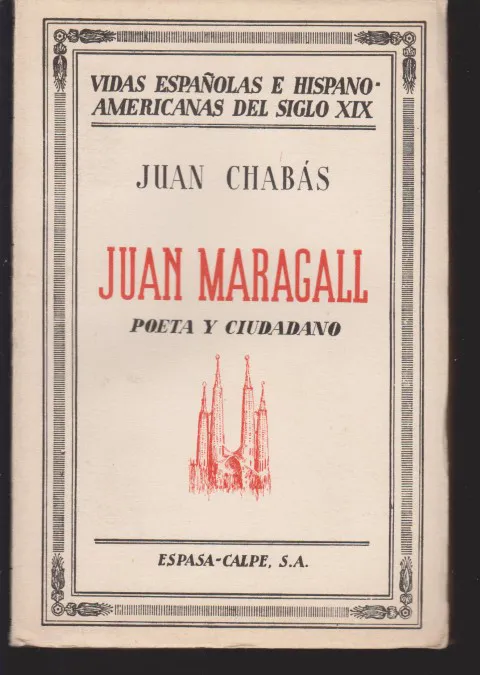 VIDAS ESPAÑOLAS E HISPANO-
AMERICANAS DEL SIGLO XIX
JUAN CHABÁS
JUAN MARAGALL
POETA Y CIUDADANO
ESPASA-CALPE, S.A.